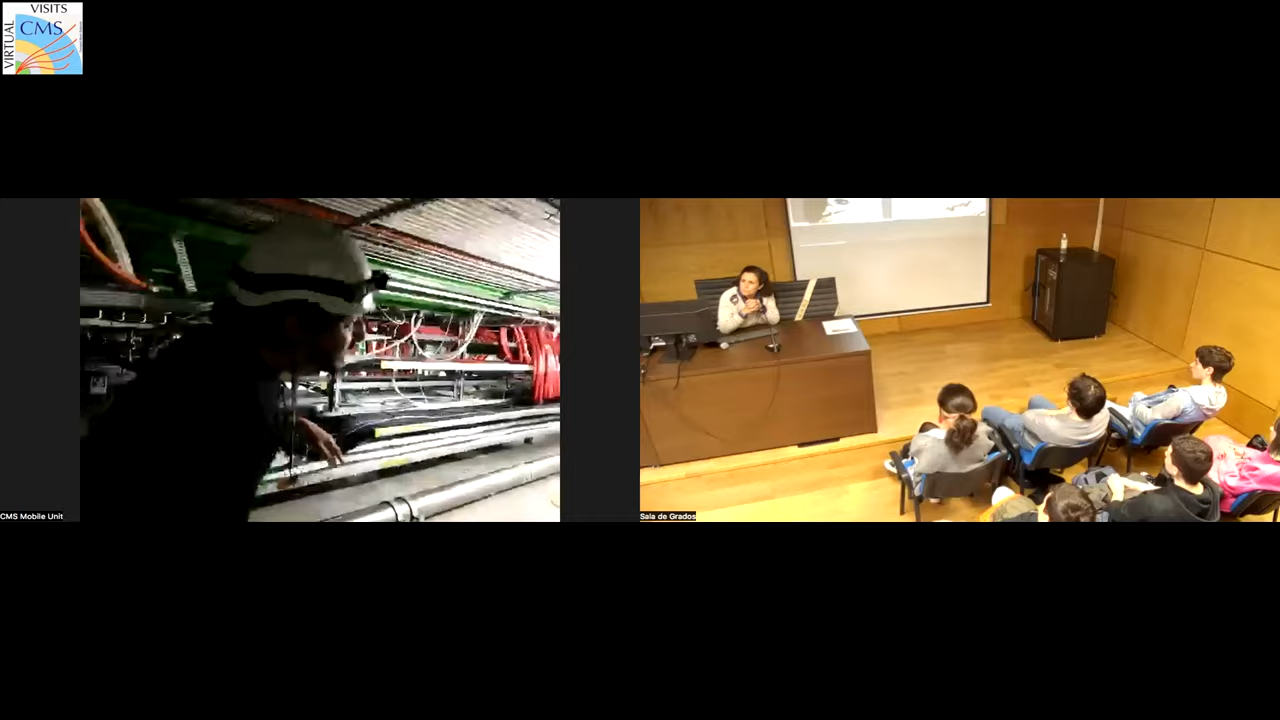 VISITS
VIRTUAL
CMS
CMS Mobile Unit
Sala de Grados